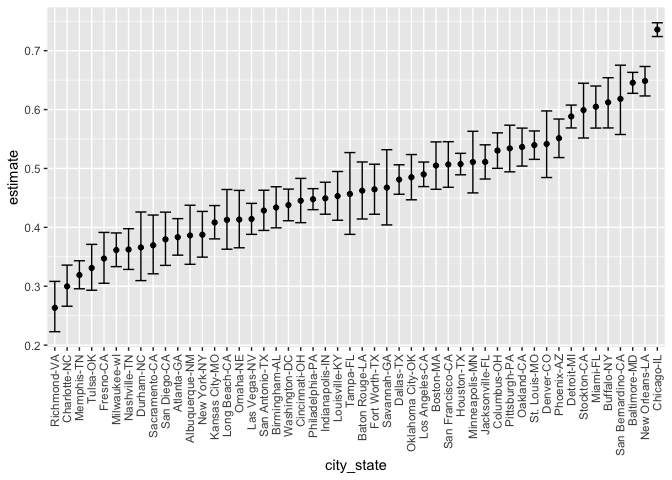 0.7
0.6
0.5
0.4
0.3
0.2
estimate
Richmond-VA
Charlotte-NC
Memphis-TN
Tulsa-OK
Fresno-CA
Milwaukee-wI
Nashville-TN
Durham-NC
Sacramento-CA
San Diego-CA
Atlanta-GA
Albuquerque-NM
New York-NY
Kansas City-MO
Long Beach-CA
Omaha-NE
Las Vegas-NV
San Antonio-TX
Birmingham-AL
Washington-DC
Cincinnati-OH
Philadelphia-PA
Indianapolis-IN
Louisville-KY
Tampa-FL
Baton Rouge-LA
Fort Worth-TX
Savannah-GA
Dallas-TX
Oklahoma City-OK
Los Angeles-CA
Boston-MA
San Francisco-CA
Houston-TX
Minneapolis-MN
Jacksonville-FL
Columbus-OH
Pittsburgh-PA
Oakland-CA
St. Louis-MO
Denver-CO
Phoenix-AZ
Detroit-MI
Stockton-CA
Miami-FL
Buffalo-NY
San Bernardino-CA
Baltimore-MD
New Orleans-LA
Chicago-IL
city_state